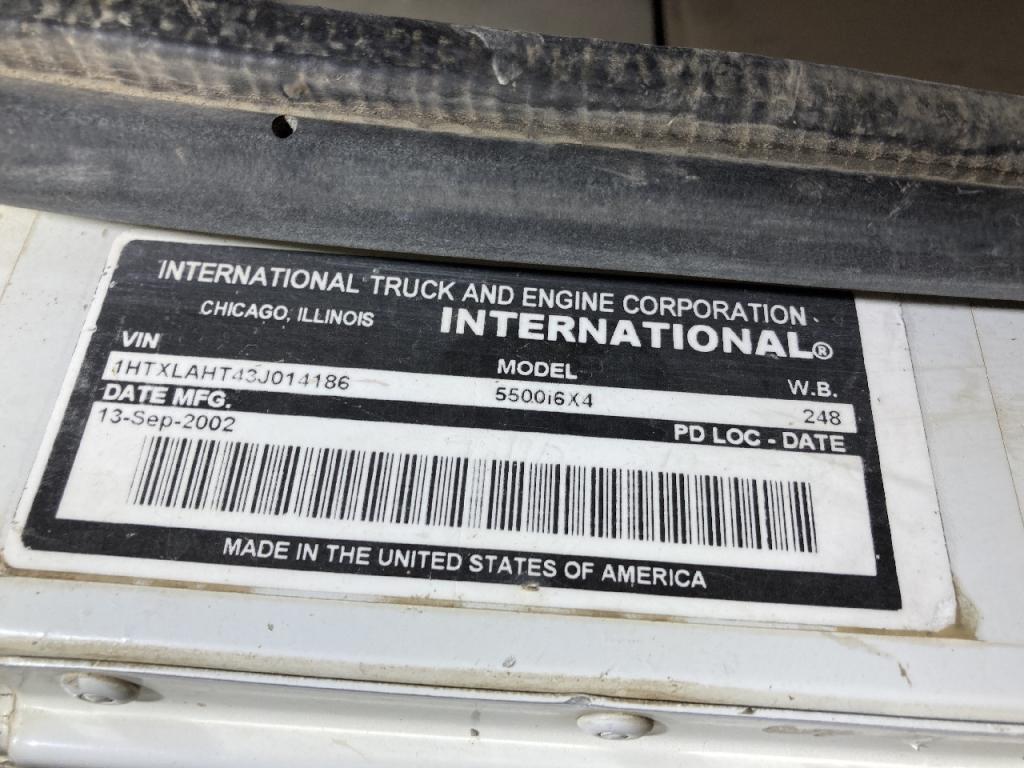 INTERNATIONAL TRUCK AND ENGINE CORPORATION
CHICAGO, ILLINOIS
INTERNATIONAL®
VIN MODEL W.B.
1HTXLAHT43J014186 5500i6X4 248
DATE MFG. PD LOC - DATE
13-Sep-2002
MADE IN THE UNITED STATES OF AMERICA